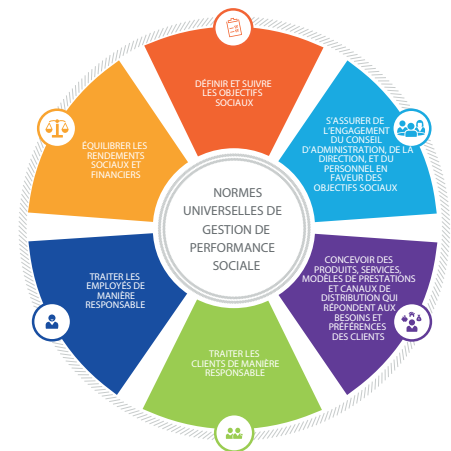 DÉFINIR ET SUIVRE
LES OBJECTIFS
SOCIAUX
S'ASSURER DE
L'ENGAGEMENT
DU CONSEIL
D'ADMINISTRATION, DE LA
DIRECTION, ET DU
PERSONNEL EN
FAVEUR DES
OBJECTIFS SOCIAUX
CONCEVOIR DES
PRODUITS, SERVICES,
MODÈLES DE PRESTATIONS
ET CANAUX DE
DISTRIBUTION QUI
RÉPONDENT AUX
BESOINS ET
PRÉFÉRENCES
DES CLIENTS
TRAITER LES
CLIENTS DE MANIÈRE
RESPONSABLE
TRAITER LES
EMPLOYÉS DE
MANIÈRE
RESPONSABLE
ÉQUILIBRER LES
RENDEMENTS
SOCIAUX ET
FINANCIERS
NORMES
UNIVERSELLES DE
GESTION DE
PERFORMANCE
SOCIALE